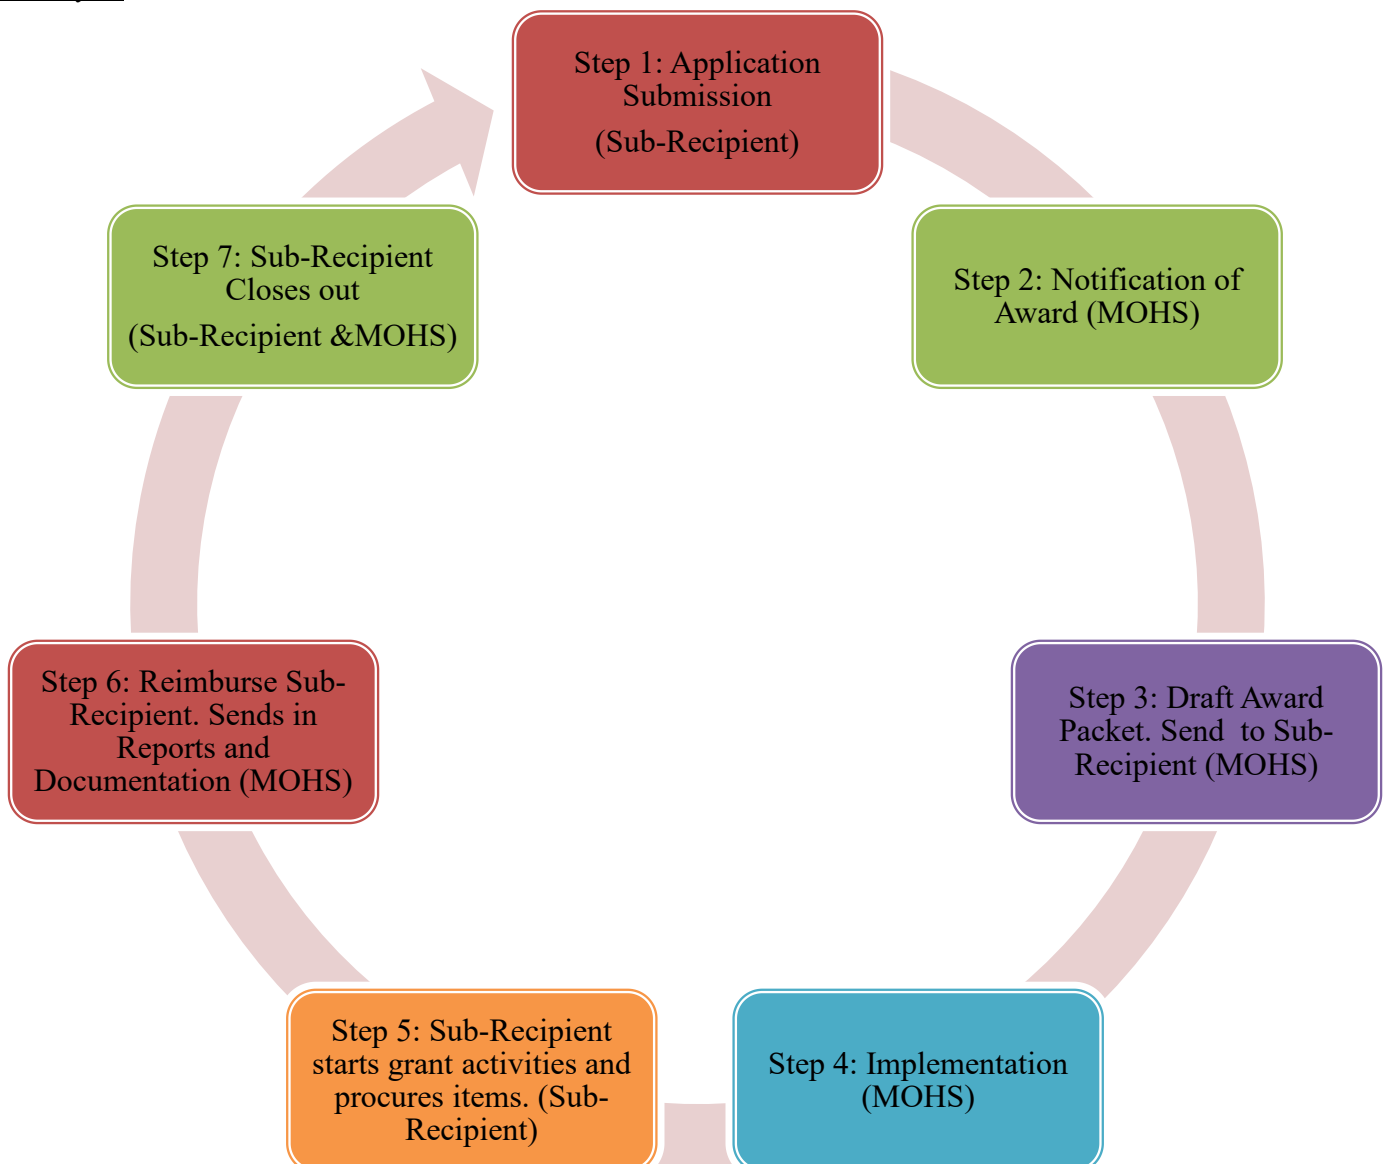 Step 1: Application
Submission
(Sub-Recipient)
Step 2: Notification of
Award (MOHS)
Step 3: Draft Award
Packet. Send  to Sub-
Recipient (MOHS)
Step 4: Implementation
(MOHS)
Step 5: Sub-Recipient
starts grant activities and
procures items. (Sub-
Recipient)
Step 6: Reimburse Sub-
Recipient. Sends in
Reports and
Documentation (MOHS)
Step 7: Sub-Recipient
Closes out
(Sub-Recipient &MOHS)